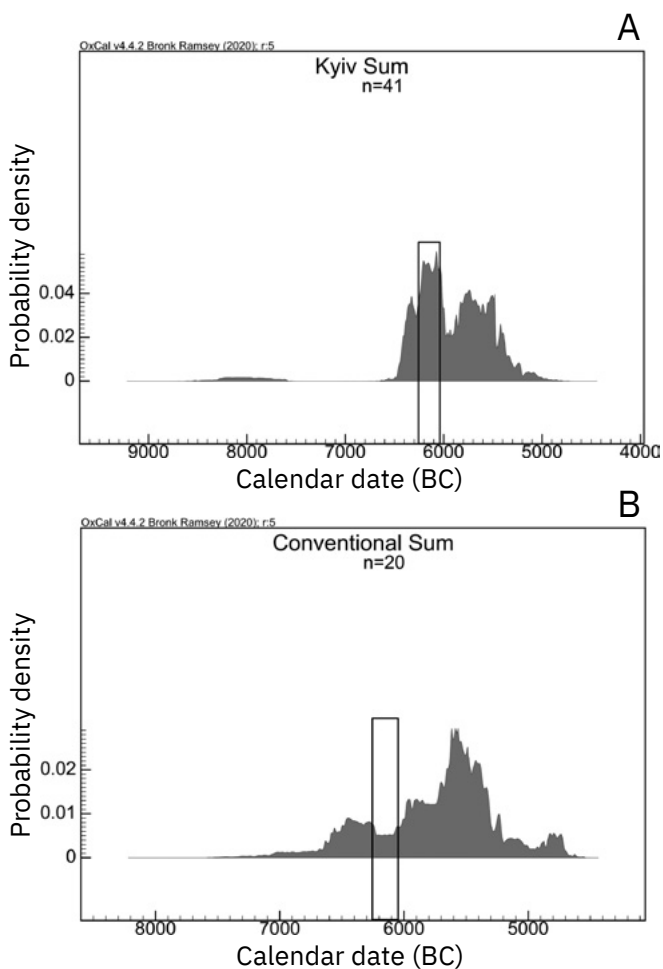 A
OxCal v4.4.2 Bronk Ramsey (2020); r:5
Kyiv Sum
n=41
Probability density
0.04
0.02
0
9000 8000 7000 6000 5000 4000
Calendar date (BC)
B
OxCal v4.4.2 Bronk Ramsey (2020); r:5
Conventional Sum
n=20
Probability density
0.02
0.01
0
8000 7000 6000 5000
Calendar date (BC)